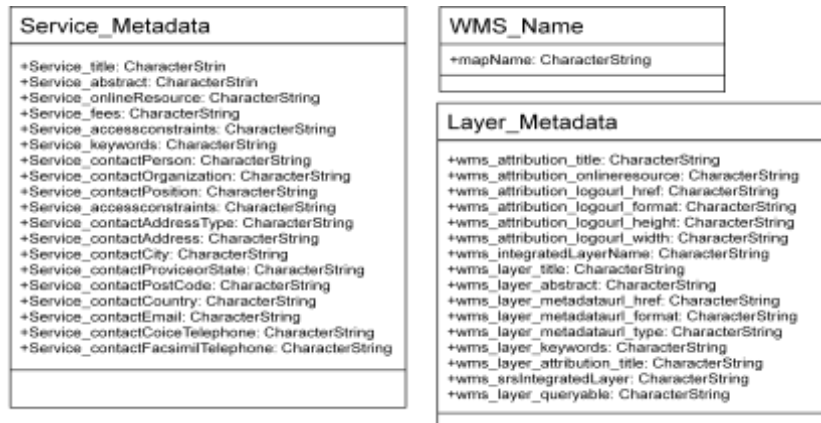 Service_Metadata
+Service_title: CharacterStrin
+Service_abstract: CharacterStrin
+Service_onlineResource: CharacterString
+Service_fees: CharacterString
+Service_accessconstraints: CharacterString
+Service_keywords: CharacterString
+Service_contactPerson: CharacterString
+Service_contactOrganization: CharacterString
+Service_contactPosition: CharacterString
+Service_accessconstraints: CharacterString
+Service_contactAddressType: CharacterString
+Service_contactAddress: CharacterString
+Service_contactCity: CharacterString
+Service_contactProviceorState: CharacterString
+Service_contactPostCode: CharacterString
+Service_contactCountry: CharacterString
+Service_contactEmail: CharacterString
+Service_contactCoiceTelephone: CharacterString
+Service_contactFacsimilTelephone: CharacterString
WMS_Name
+mapName: CharacterString
Layer_Metadata
+wms_attribution_title: CharacterString
+wms_attribution_onlineresource: CharacterString
+wms_attribution_logourl_href: CharacterString
+wms_attribution_logourl_format: CharacterString
+wms_attribution_logourl_height: CharacterString
+wms_attribution_logourl_width: CharacterString
+wms_integratedLayerName: CharacterString
+wms_layer_title: CharacterString
+wms_layer_abstract: CharacterString
+wms_layer_metadataurl_href: CharacterString
+wms_layer_metadataurl_format: CharacterString
+wms_layer_metadataurl_type: CharacterString
+wms_layer_keywords: CharacterString
+wms_layer_attribution_title: CharacterString
+wms_srsIntegratedLayer: CharacterString
+wms_layer_queryable: CharacterString